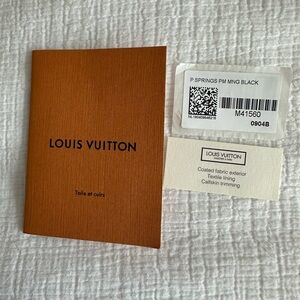 LOUIS VUITTON
Toile et cuirs
P.SPRINGS PM MNG BLACK
M41560
0904B
LOUIS VUITTON
Coated fabric exterior
Textile lining
Calfskin trimming